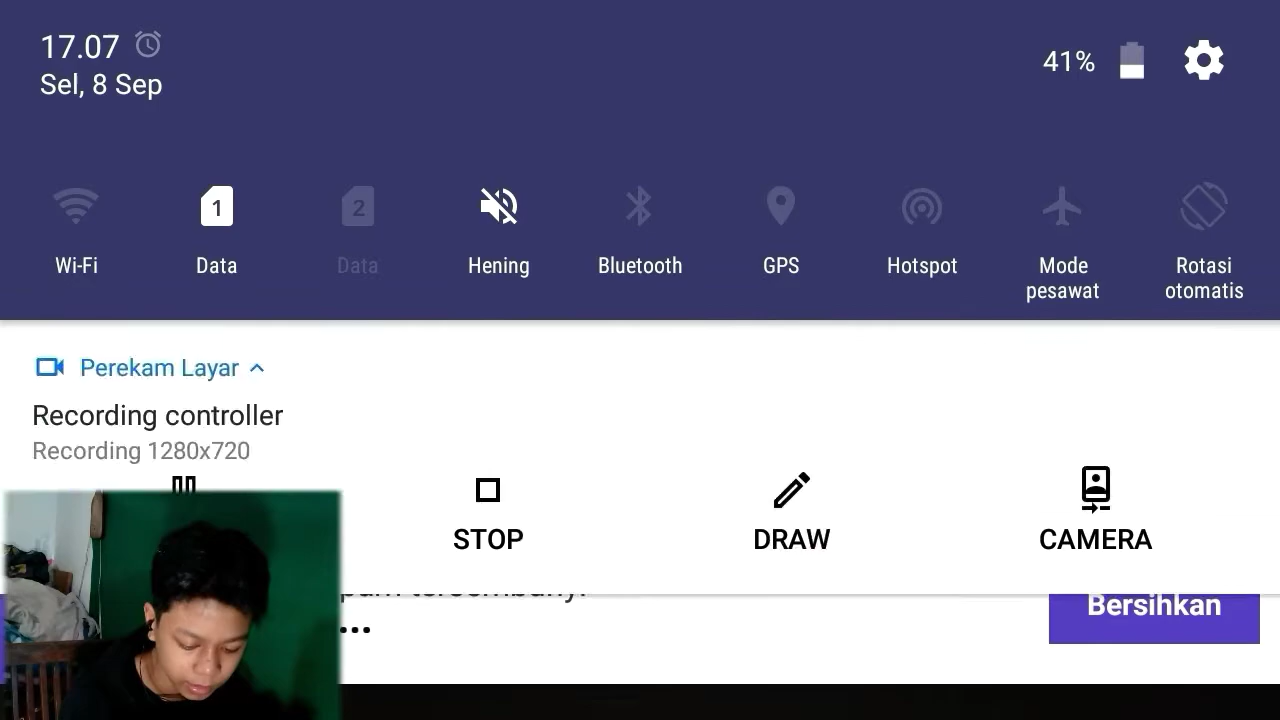 17.07
Sel, 8 Sep
41%
1
2
Wi-Fi
Data
Data
Hening
Bluetooth
GPS
Hotspot
Mode
pesawat
Rotasi
otomatis
Perekam Layar
Recording controller
Recording 1280x720
STOP
DRAW
CAMERA
...
Bersihkan